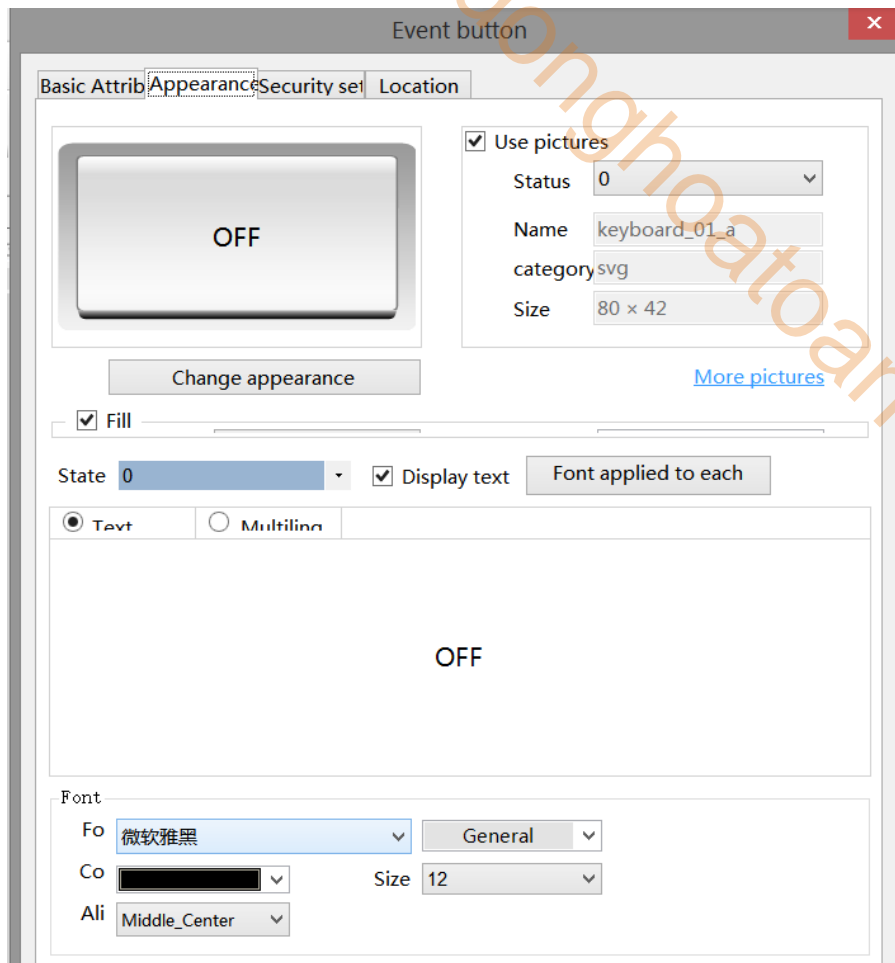 Event button
Basic Attrib Appearance Security set Location
Use pictures
Status 0
Name keyboard_01_a
category svg
Size 80 × 42
OFF
Change appearance
More pictures
Fill
State 0 Display text Font applied to each
Text Multiling
OFF
Font
Fo 微软雅黑 General
Co Size 12
Ali Middle_Center